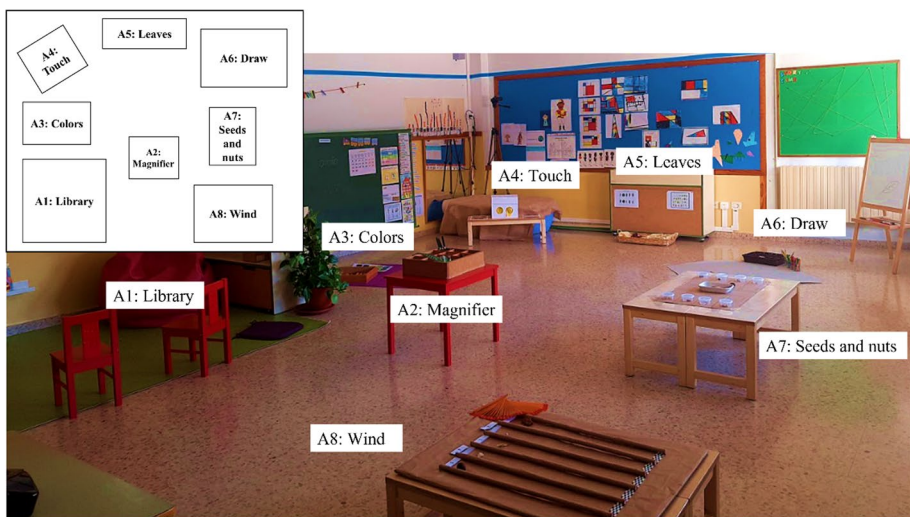 A4:
Touch
A5: Leaves
A6: Draw
A3: Colors
A2:
Magnifier
A7:
Seeds
and
nuts
A1: Library
A8: Wind
A4: Touch
A5: Leaves
A6: Draw
A3: Colors
A1: Library
A2: Magnifier
A7: Seeds and nuts
A8: Wind